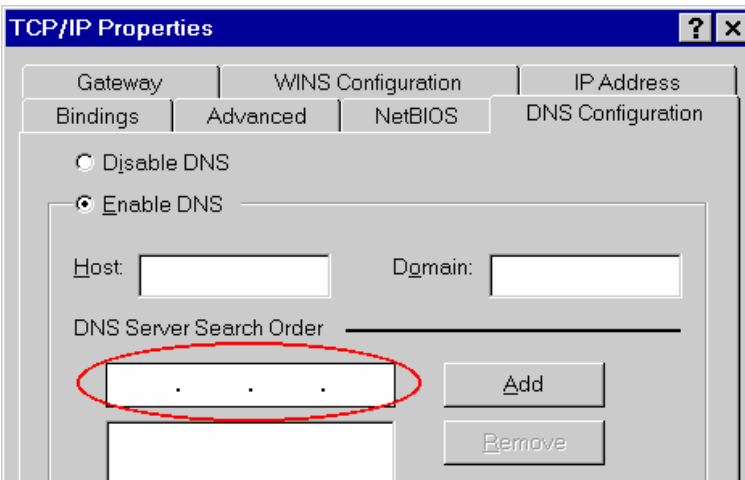 TCP/IP Properties
Gateway WINS Configuration IP Address
Bindings Advanced NetBIOS DNS Configuration
Disable DNS
Enable DNS
Host: Domain:
DNS Server Search Order
. . . Add
Remove